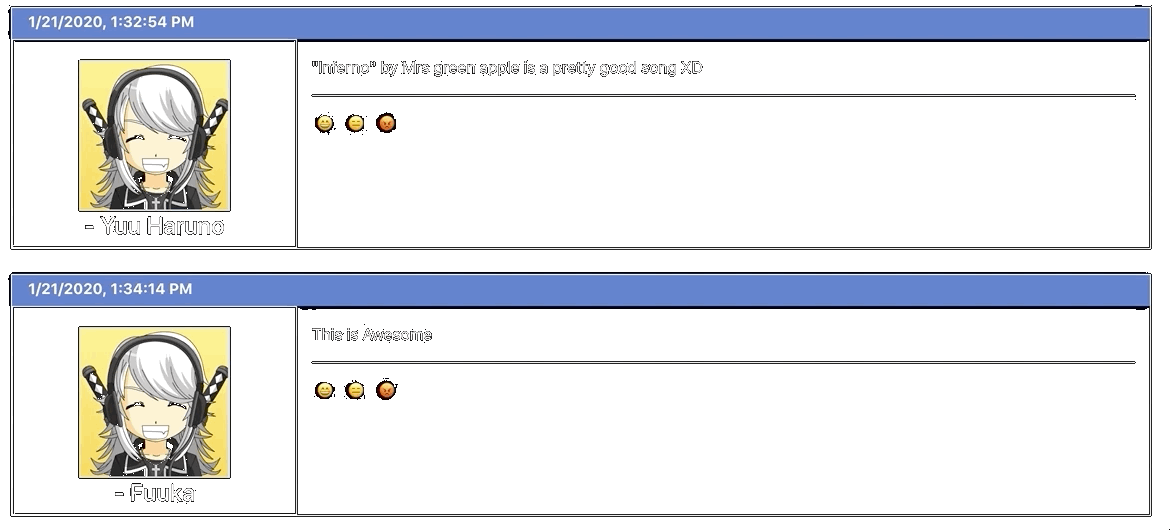 1/21/2020, 1:32:54 PM
"Inferno" by Mrs green apple is a pretty good song XD
- Yuu Haruno
1/21/2020, 1:34:14 PM
This is Awesome
- Fuuka